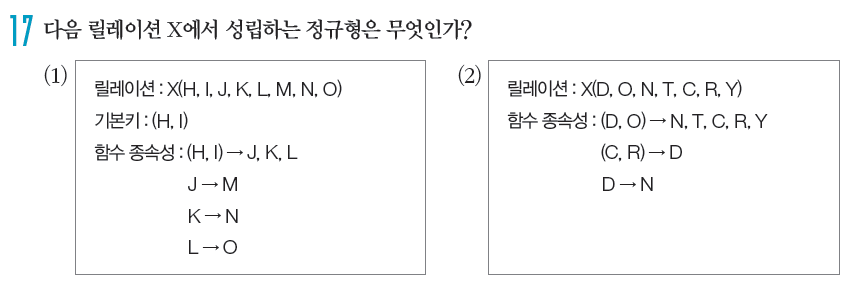 17 다음 릴레이션 X에서 성립하는 정규형은 무엇인가?
(1)
릴레이션 : X(H, I, J, K, L, M, N, O)
기본키 : (H, I)
함수 종속성 : (H, I) → J, K, L
J → M
K → N
L → O
(2)
릴레이션 : X(D, O, N, T, C, R, Y)
함수 종속성 : (D, O) → N, T, C, R, Y
(C, R) → D
D → N